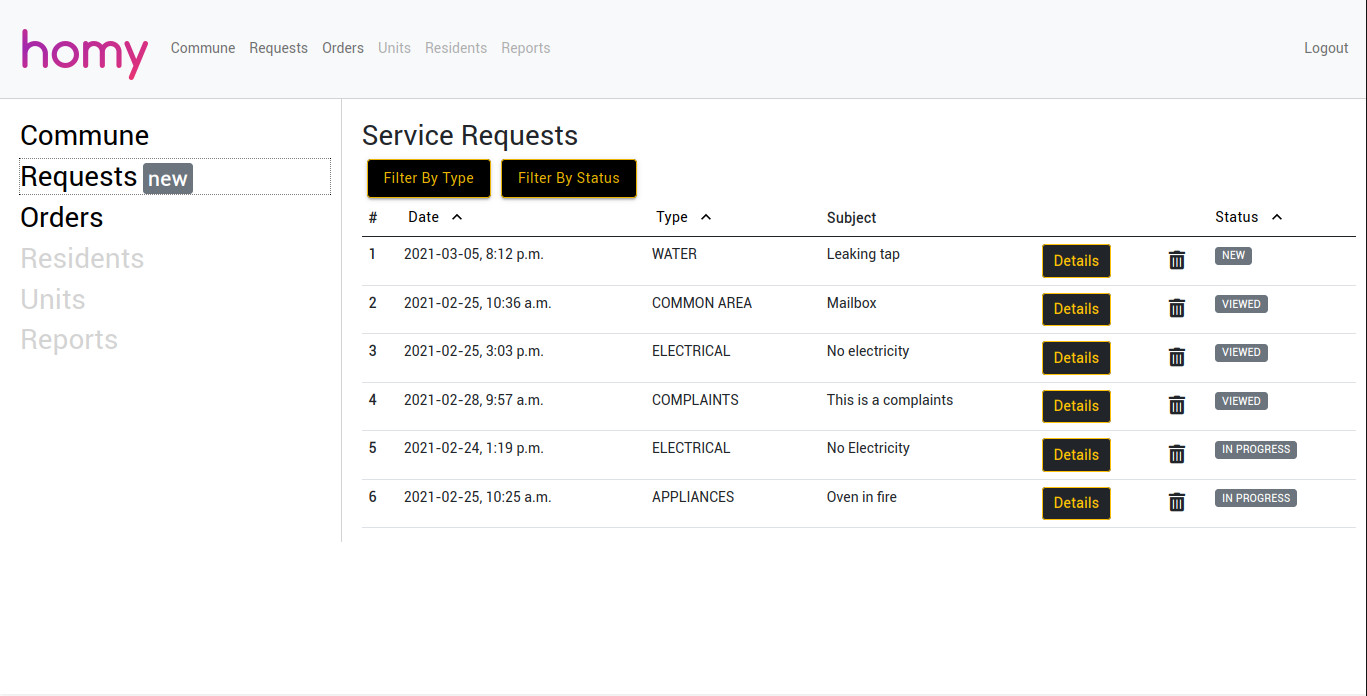 homy Commune Requests Orders Units Residents Reports Logout
Commune
Requests new
Orders
Residents
Units
Reports
Service Requests
Filter By Type Filter By Status
# Date Type Subject Status
1 2021-03-05, 8:12 p.m. WATER Leaking tap Details NEW
2 2021-02-25, 10:36 a.m. COMMON AREA Mailbox Details VIEWED
3 2021-02-25, 3:03 p.m. ELECTRICAL No electricity Details VIEWED
4 2021-02-28, 9:57 a.m. COMPLAINTS This is a complaints Details VIEWED
5 2021-02-24, 1:19 p.m. ELECTRICAL No Electricity Details IN PROGRESS
6 2021-02-25, 10:25 a.m. APPLIANCES Oven in fire Details IN PROGRESS